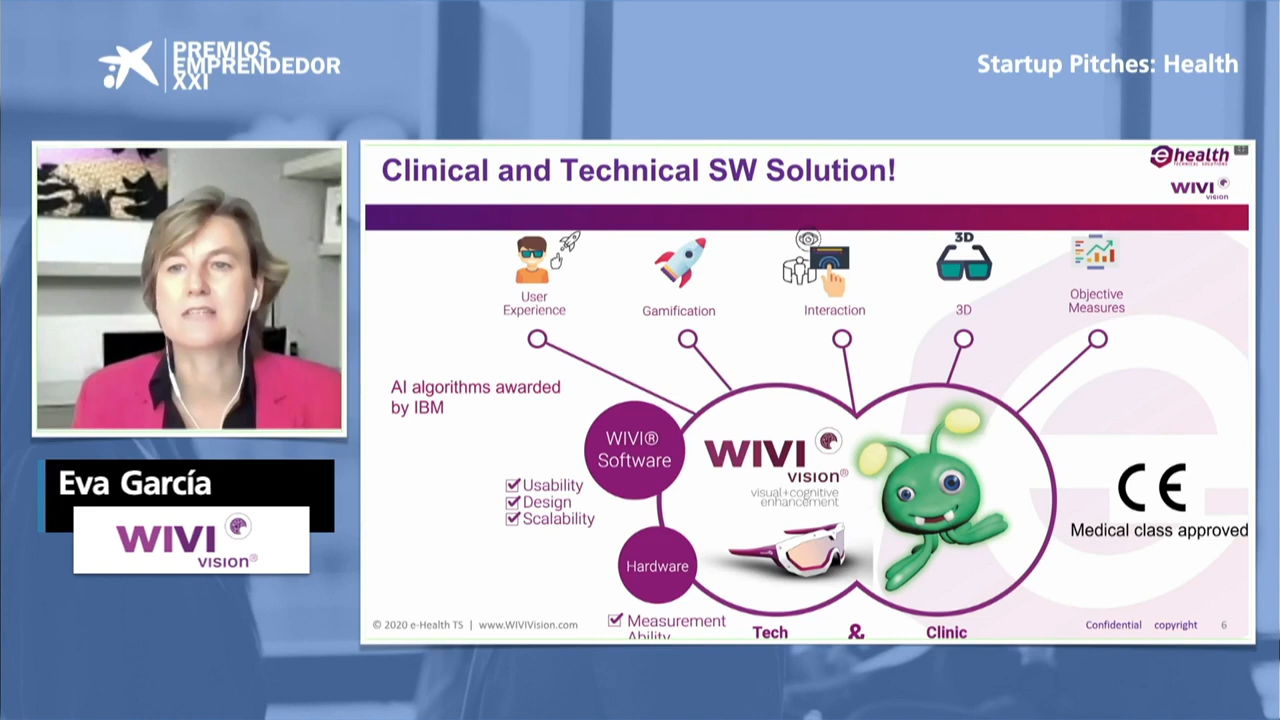 PREMIOS
EMPRENDEDOR
XXI
Startup Pitches: Health
Clinical and Technical SW Solution!
ehealth
TECHNICAL SOLUTIONS
WIVI
VISION
3D
User
Experience
Gamification
Interaction
3D
Objective
Measures
AI algorithms awarded
by IBM
WIVI®
Software
WIVI
VISION®
visual+cognitive
enhancement
Usability
Design
Scalability
CE
Medical class approved
Hardware
Measurement
Ability
Tech & Clinic
© 2020 e-Health TS | www.WIVIVision.com
Confidential copyright 6
Eva García
WIVI
VISION®